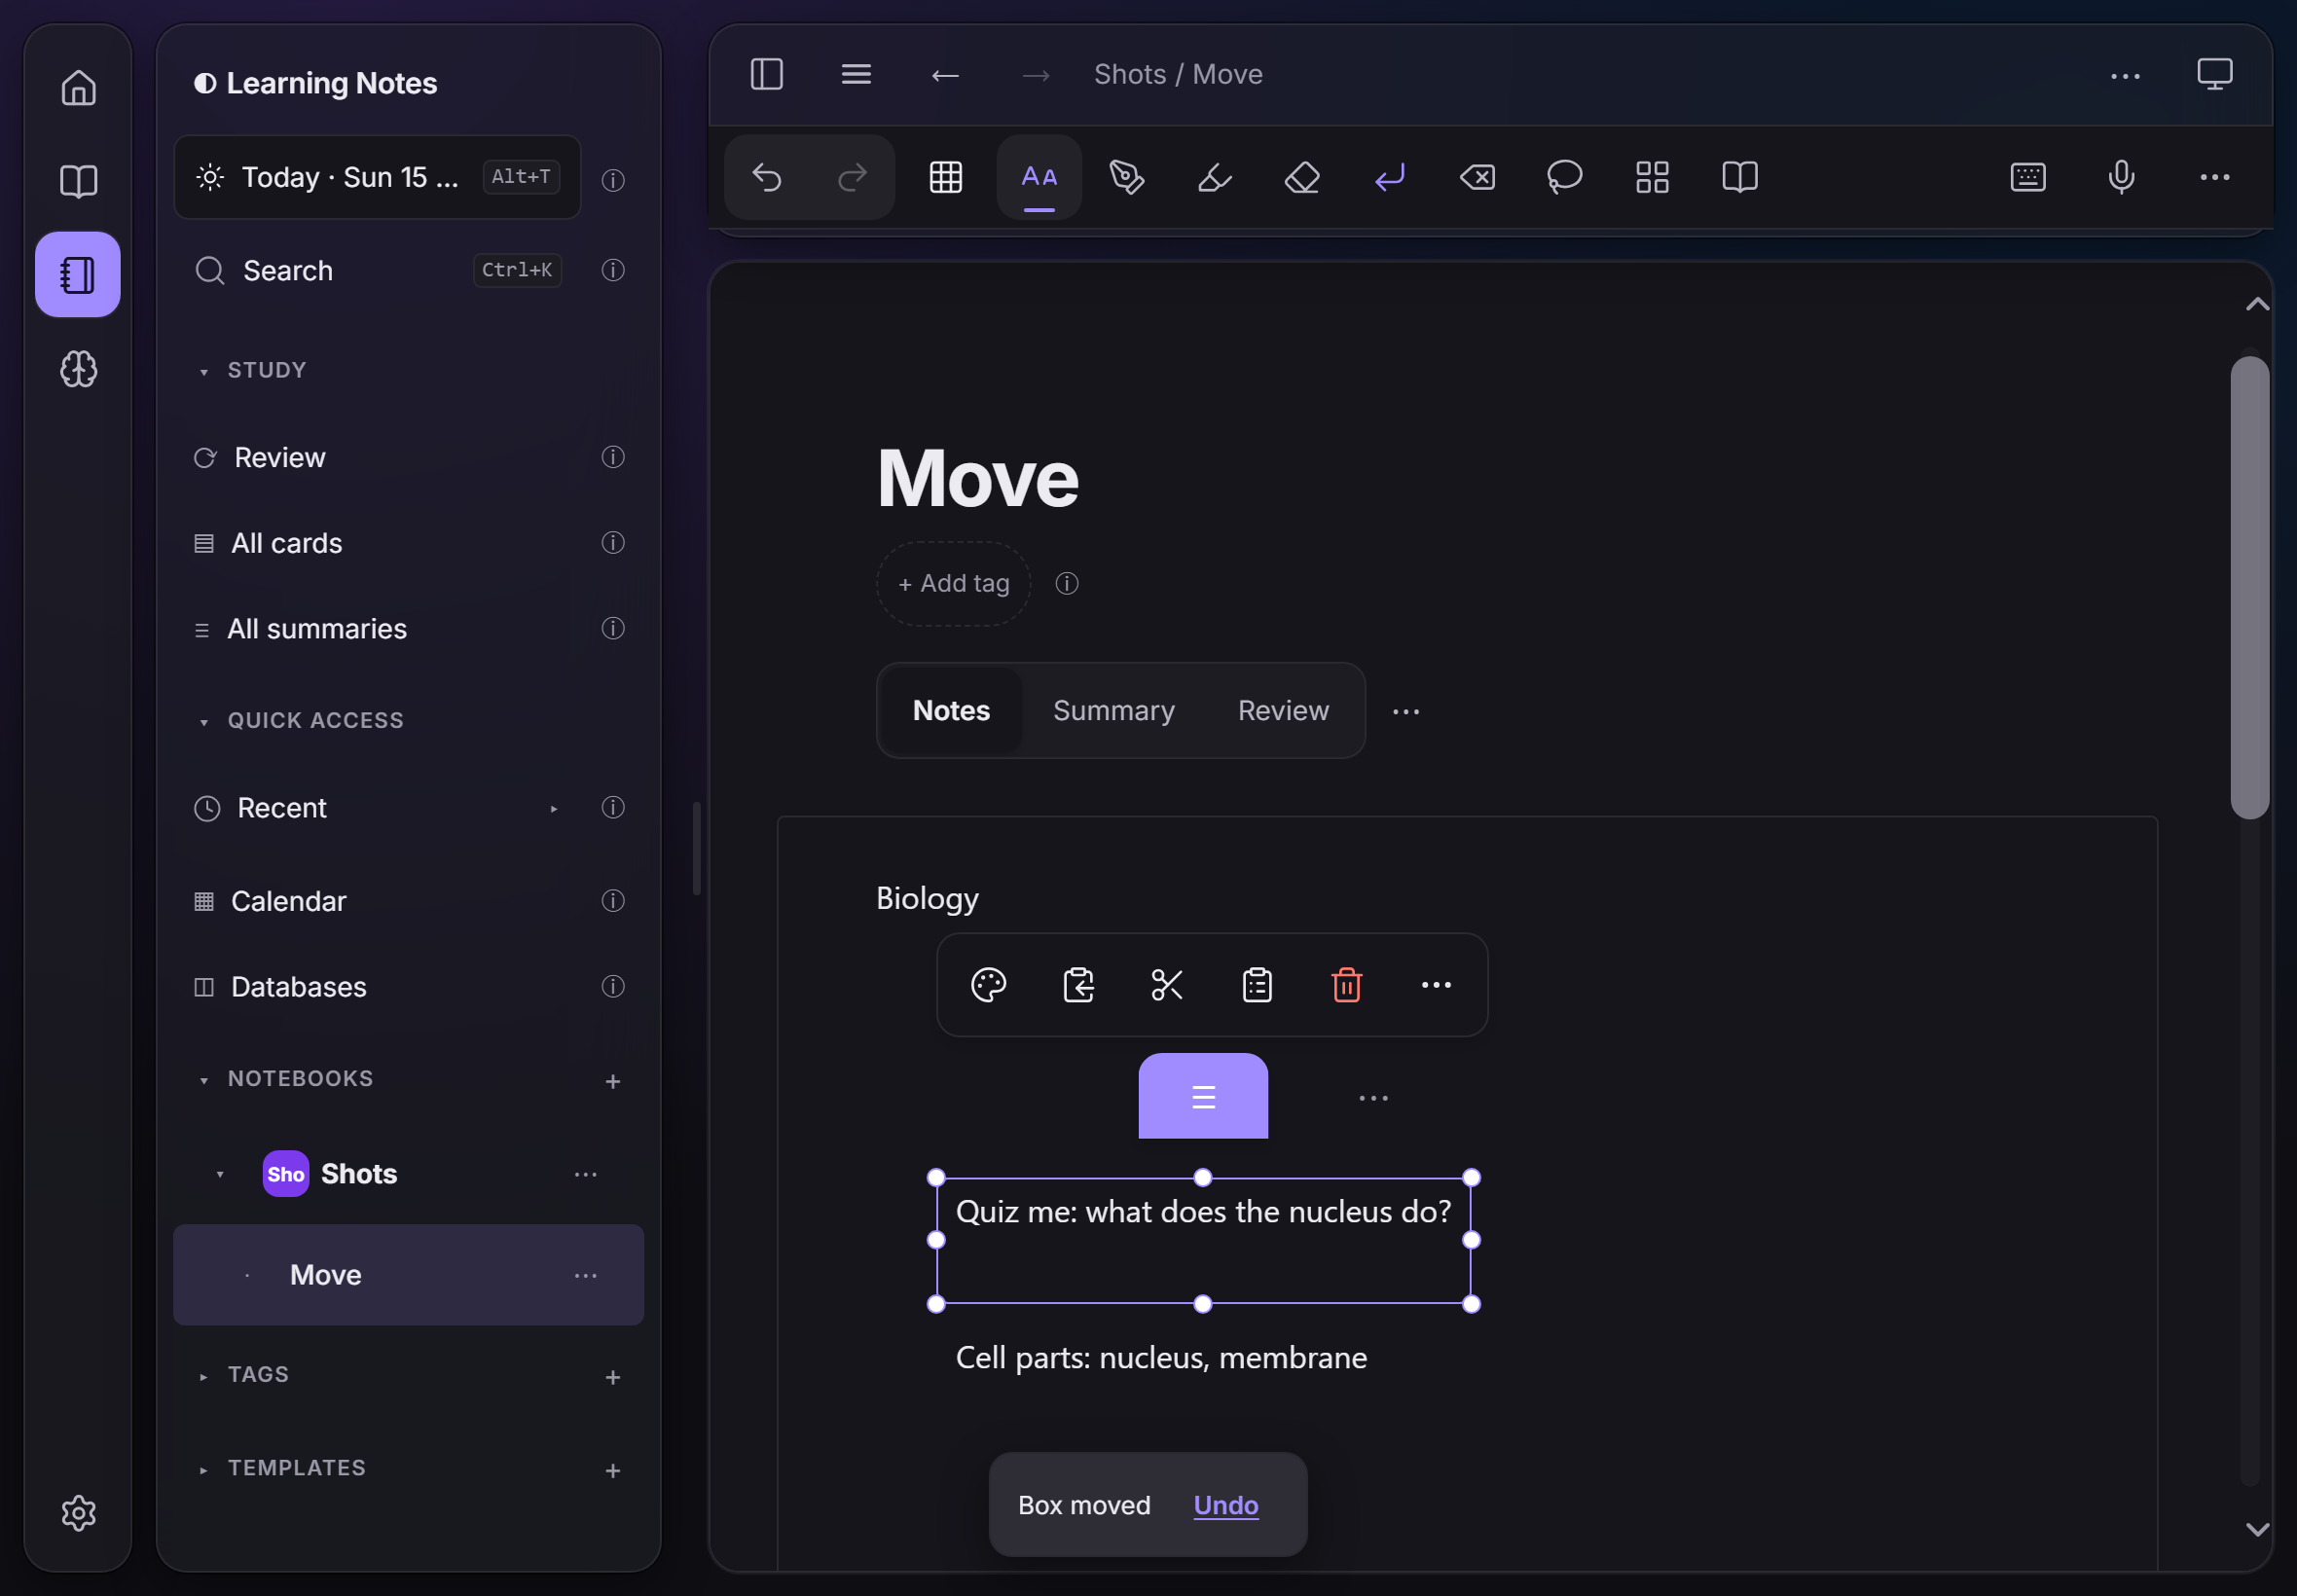 Learning Notes
Today · Sun 15 ... Alt+T
Search Ctrl+K
STUDY
Review
All cards
All summaries
QUICK ACCESS
Recent
Calendar
Databases
NOTEBOOKS +
Sho Shots ...
Move ...
TAGS +
TEMPLATES +
Shots / Move
AA
Move
+ Add tag
Notes Summary Review ...
Biology
Quiz me: what does the nucleus do?
Cell parts: nucleus, membrane
Box moved Undo